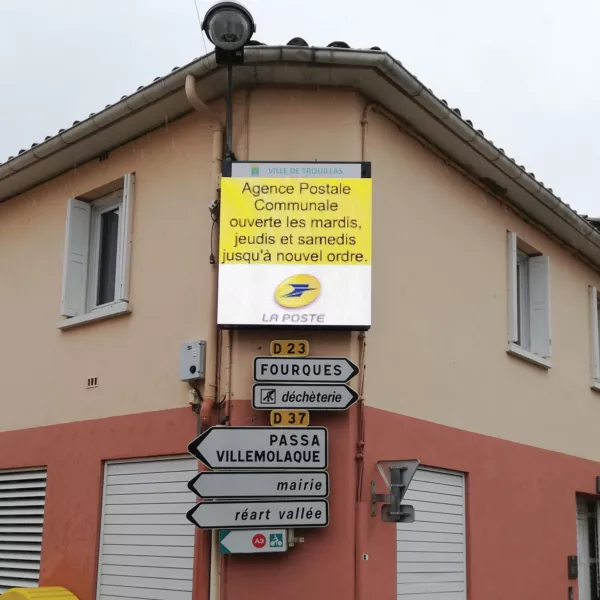 VILLE DE TROUILLAS
Agence Postale
Communale
ouverte les mardis,
jeudis et samedis
jusqu'à nouvel ordre.
LA POSTE
D 23
FOURQUES
déchèterie
D 37
PASSA
VILLEMOLAQUE
mairie
réart vallée
A3